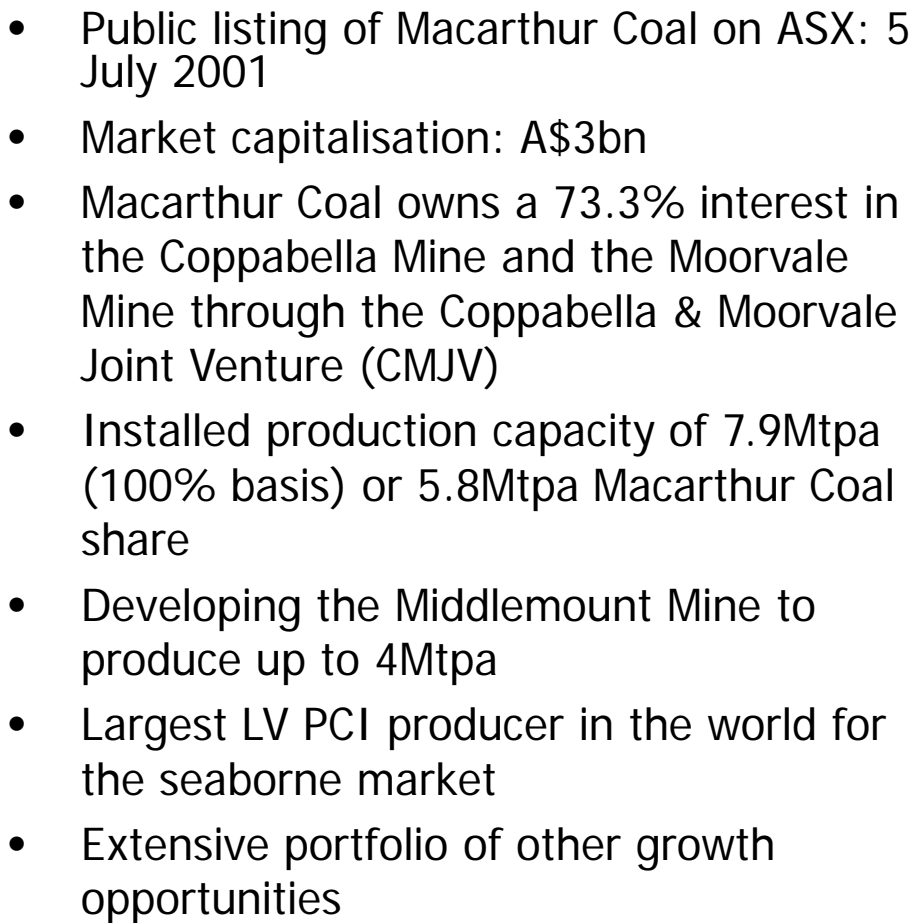 • Public listing of Macarthur Coal on ASX: 5
July 2001
• Market capitalisation: A$3bn
• Macarthur Coal owns a 73.3% interest in
the Coppabella Mine and the Moorvale
Mine through the Coppabella & Moorvale
Joint Venture (CMJV)
• Installed production capacity of 7.9Mtpa
(100% basis) or 5.8Mtpa Macarthur Coal
share
• Developing the Middlemount Mine to
produce up to 4Mtpa
• Largest LV PCI producer in the world for
the seaborne market
• Extensive portfolio of other growth
opportunities